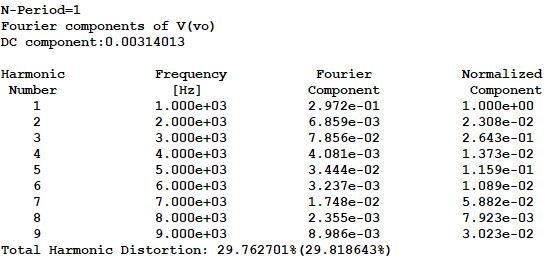 N-Period=1
Fourier components of V(vo)
DC component:0.00314013
Harmonic Frequency Fourier Normalized
Number [Hz] Component Component
1 1.000e+03 2.972e-01 1.000e+00
2 2.000e+03 6.859e-03 2.308e-02
3 3.000e+03 7.856e-02 2.643e-01
4 4.000e+03 4.081e-03 1.373e-02
5 5.000e+03 3.444e-02 1.159e-01
6 6.000e+03 3.237e-03 1.089e-02
7 7.000e+03 1.748e-02 5.882e-02
8 8.000e+03 2.355e-03 7.923e-03
9 9.000e+03 8.986e-03 3.023e-02
Total Harmonic Distortion: 29.762701%(29.818643%)